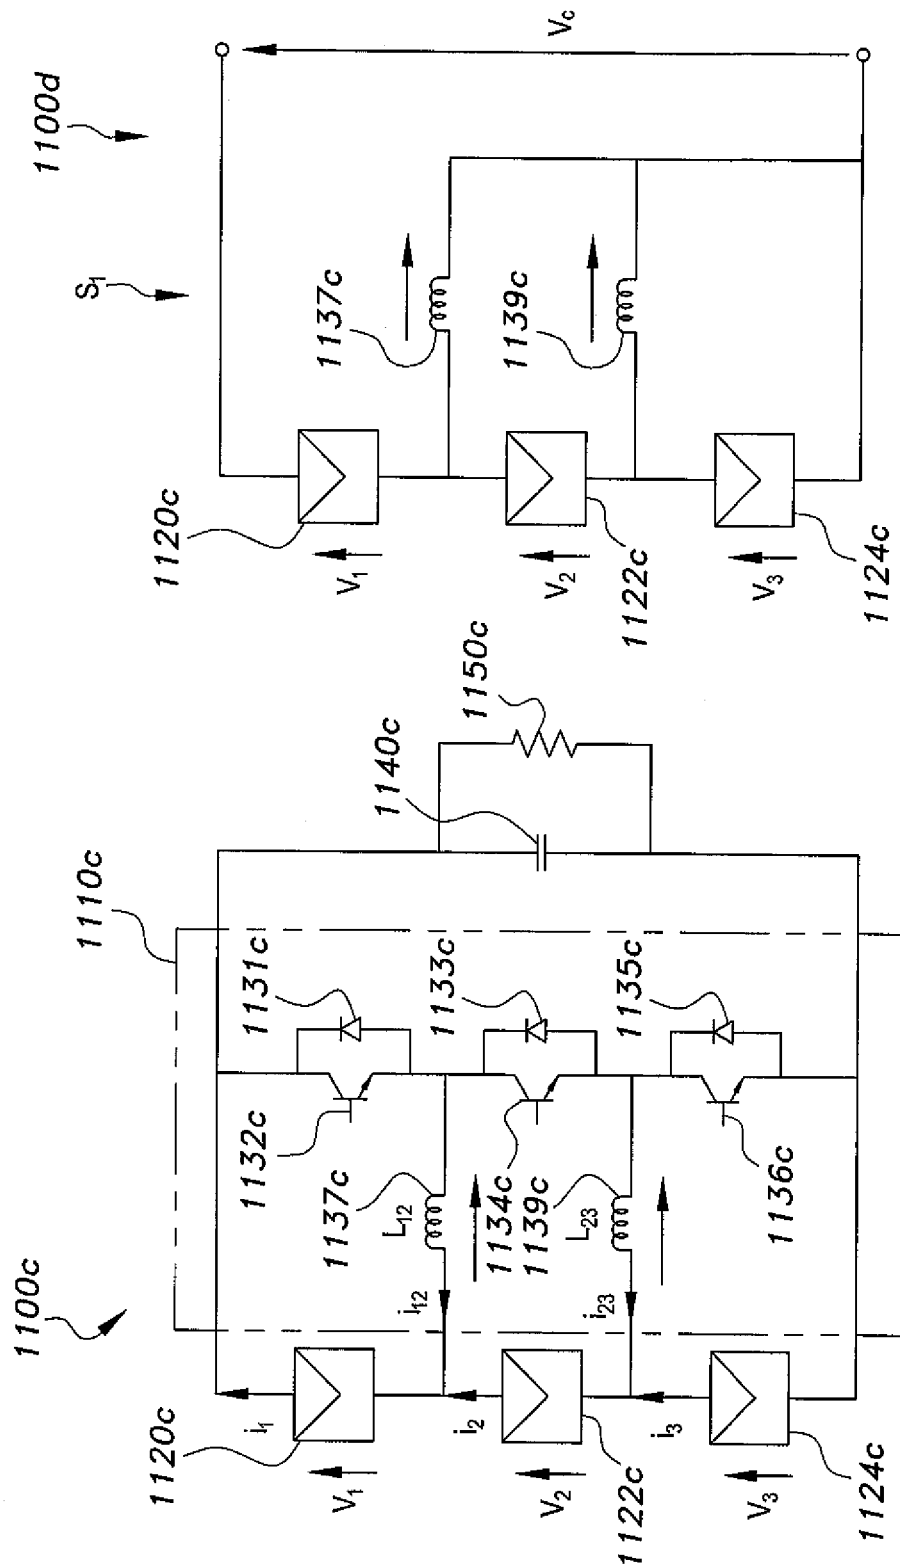 1100c
1110c
1120c
i₁
V₁
1132c
1131c
1137c
L₁₂
i₁₂
1140c
1150c
i₂
V₂
1122c
1134c
1133c
1139c
L₂₃
i₂₃
i₃
V₃
1124c
1136c
1135c
1100d
S₁
1120c
V₁
1137c
Vc
V₂
1122c
1139c
V₃
1124c